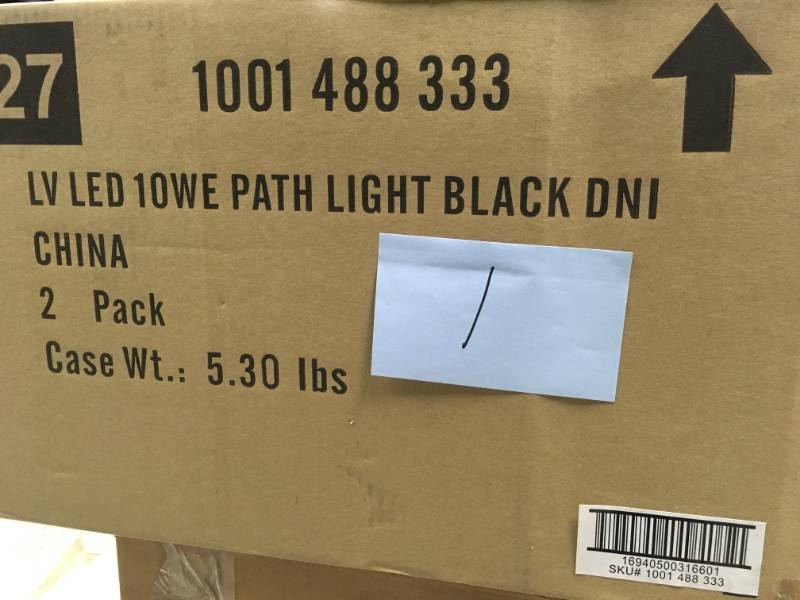 27
1001 488 333
LV LED 10WE PATH LIGHT BLACK DNI
CHINA
2 Pack
Case Wt.: 5.30 lbs
1
16940500316601
SKU# 1001 488 333